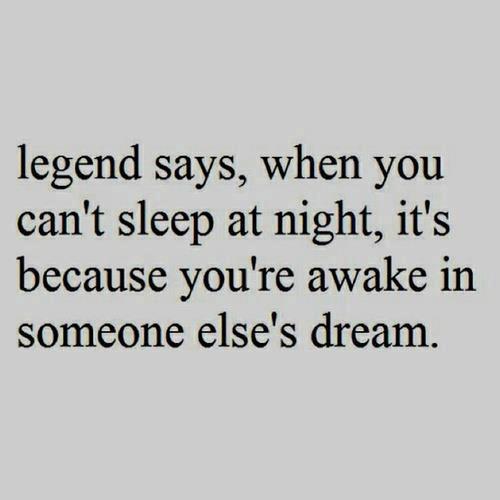 legend says, when you
can't sleep at night, it's
because you're awake in
someone else's dream.